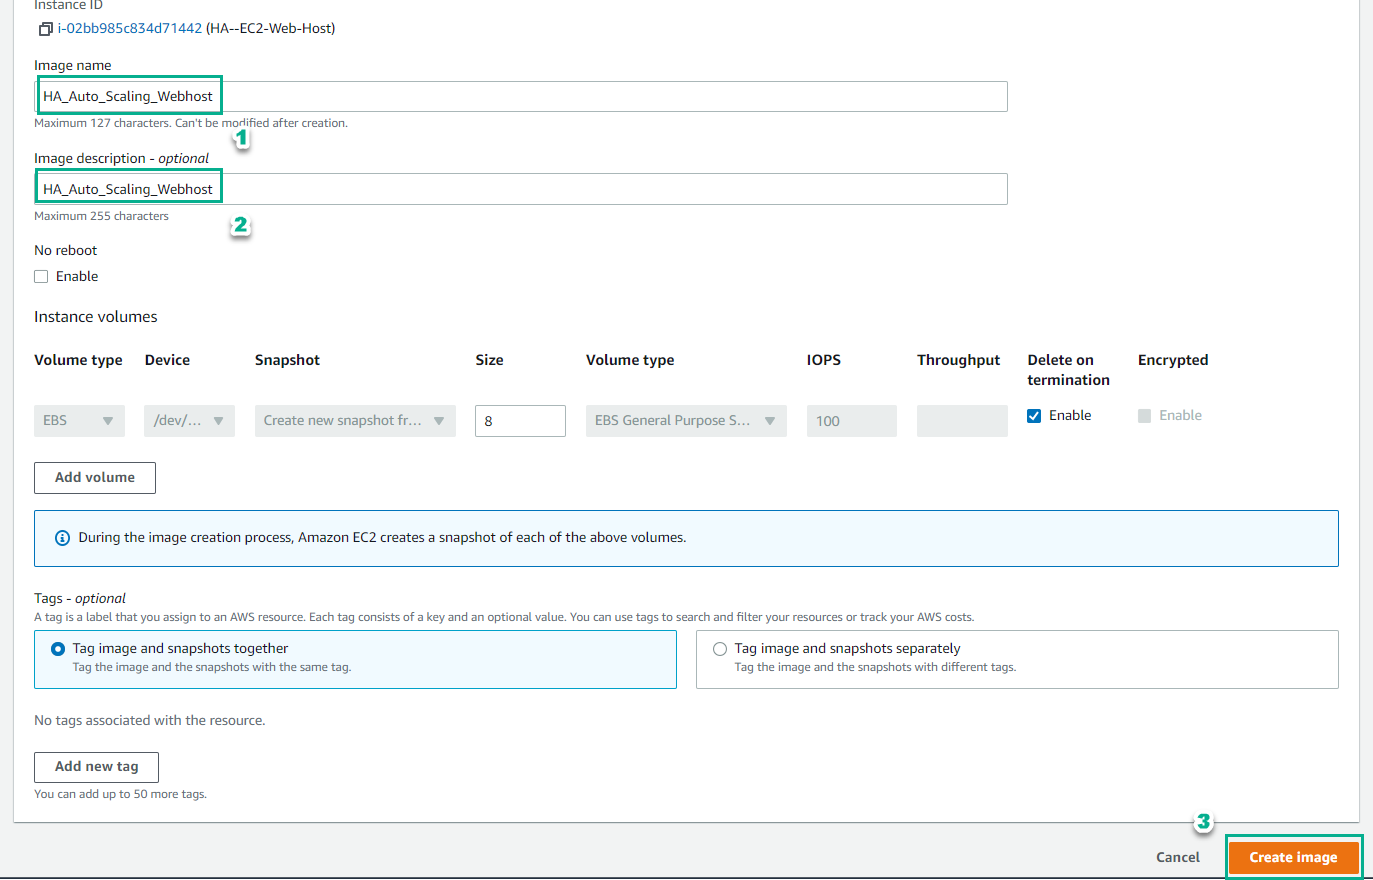 Instance ID
i-02bb985c834d71442 (HA--EC2-Web-Host)
Image name
HA_Auto_Scaling_Webhost
Maximum 127 characters. Can't be modified after creation.
1
Image description - optional
HA_Auto_Scaling_Webhost
Maximum 255 characters
2
No reboot
Enable
Instance volumes
Volume type Device Snapshot Size Volume type IOPS Throughput Delete on termination Encrypted
EBS /dev/... Create new snapshot fr... 8 EBS General Purpose S... 100 Enable Enable
Add volume
During the image creation process, Amazon EC2 creates a snapshot of each of the above volumes.
Tags - optional
A tag is a label that you assign to an AWS resource. Each tag consists of a key and an optional value. You can use tags to search and filter your resources or track your AWS costs.
Tag image and snapshots together
Tag the image and the snapshots with the same tag.
Tag image and snapshots separately
Tag the image and the snapshots with different tags.
No tags associated with the resource.
Add new tag
You can add up to 50 more tags.
3
Cancel Create image